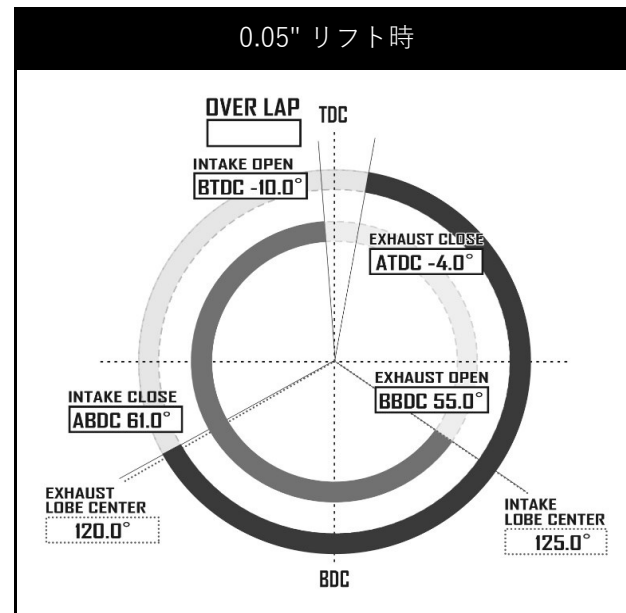 0.05" リフト時
OVER LAP
TDC
INTAKE OPEN
BTDC -10.0°
EXHAUST CLOSE
ATDC -4.0°
INTAKE CLOSE
ABDC 61.0°
EXHAUST OPEN
BBDC 55.0°
EXHAUST
LOBE CENTER
120.0°
INTAKE
LOBE CENTER
125.0°
BDC